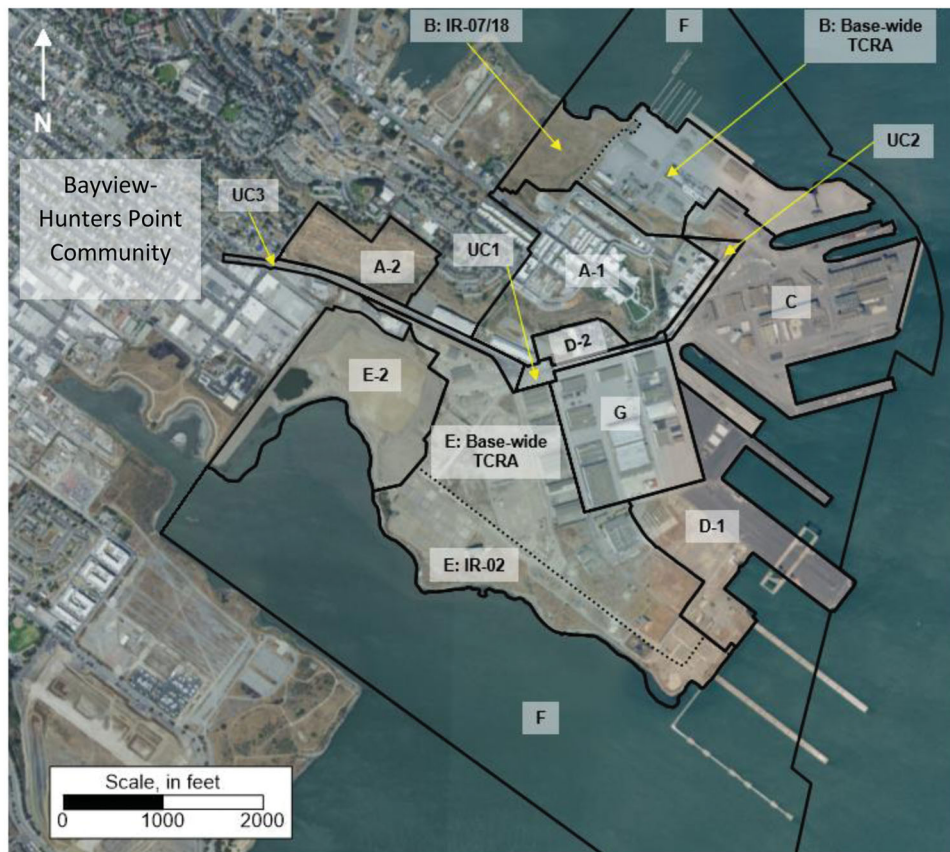 B: IR-07/18
F
B: Base-wide
TCRA
N
UC2
Bayview-
Hunters Point
Community
UC3
A-2
UC1
A-1
C
D-2
E-2
G
E: Base-wide
TCRA
D-1
E: IR-02
F
Scale, in feet
0 1000 2000